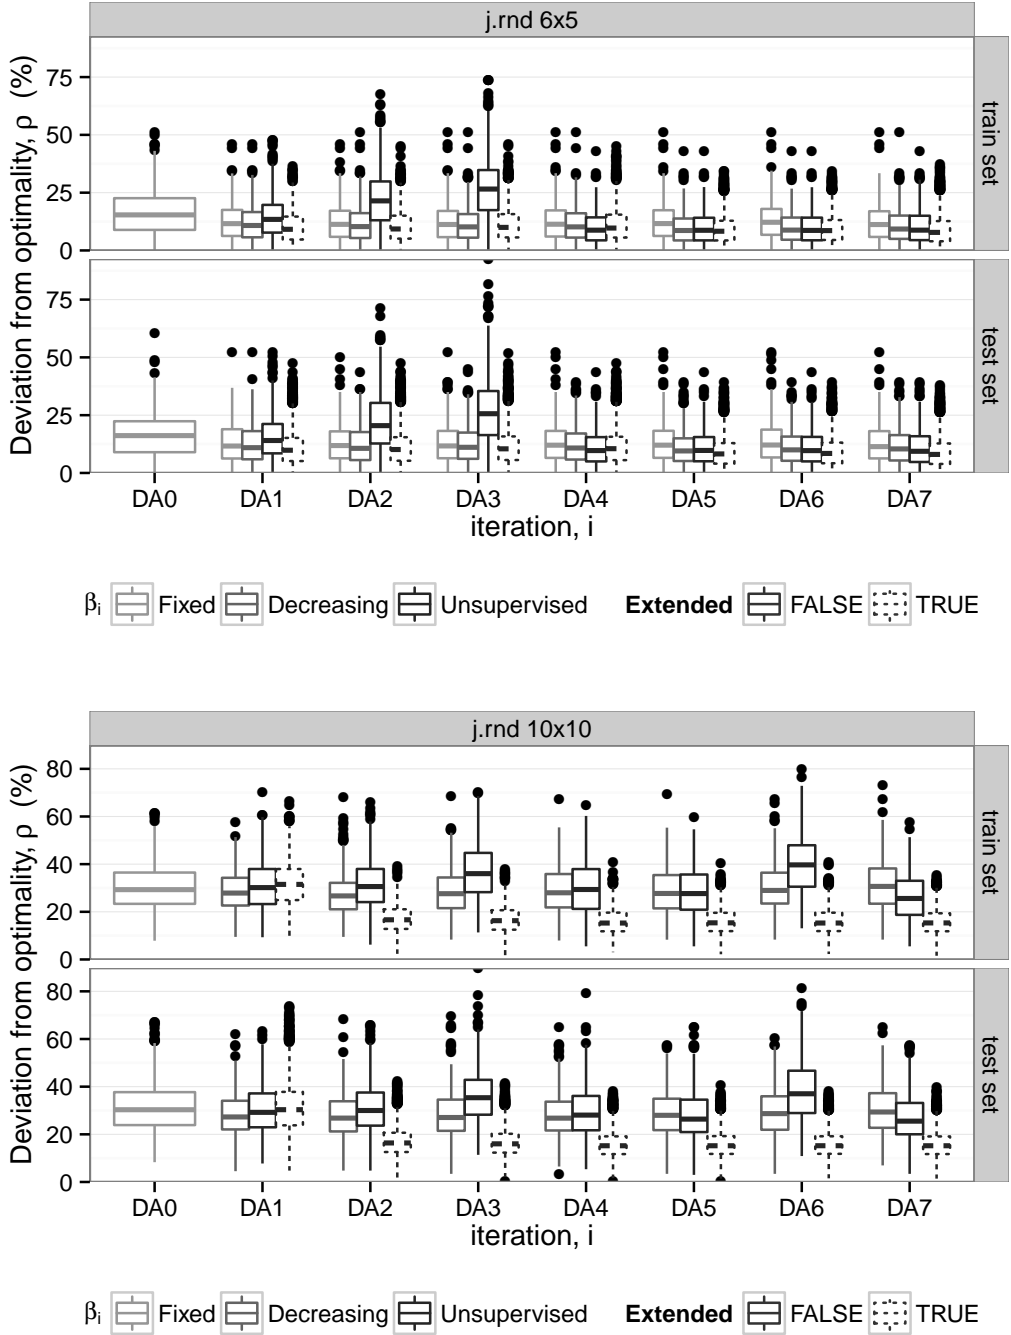 j.rnd 6x5
Deviation from optimality, ρ (%)
75
50
25
0
train set
75
50
25
0
test set
DA0 DA1 DA2 DA3 DA4 DA5 DA6 DA7
iteration, i
βi Fixed Decreasing Unsupervised Extended FALSE TRUE
j.rnd 10x10
Deviation from optimality, ρ (%)
80
60
40
20
0
train set
80
60
40
20
0
test set
DA0 DA1 DA2 DA3 DA4 DA5 DA6 DA7
iteration, i
βi Fixed Decreasing Unsupervised Extended FALSE TRUE